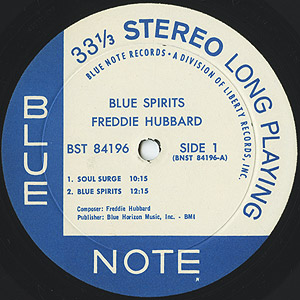 33⅓ STEREO LONG PLAYING
BLUE NOTE RECORDS • A DIVISION OF LIBERTY RECORDS, INC.
BLUE SPIRITS
FREDDIE HUBBARD
BST 84196 SIDE 1
(BNST 84196-A)
1. SOUL SURGE 10:15
2. BLUE SPIRITS 12:15
Composer: Freddie Hubbard
Publisher: Blue Horizon Music, Inc. - BMI
BLUE
NOTE